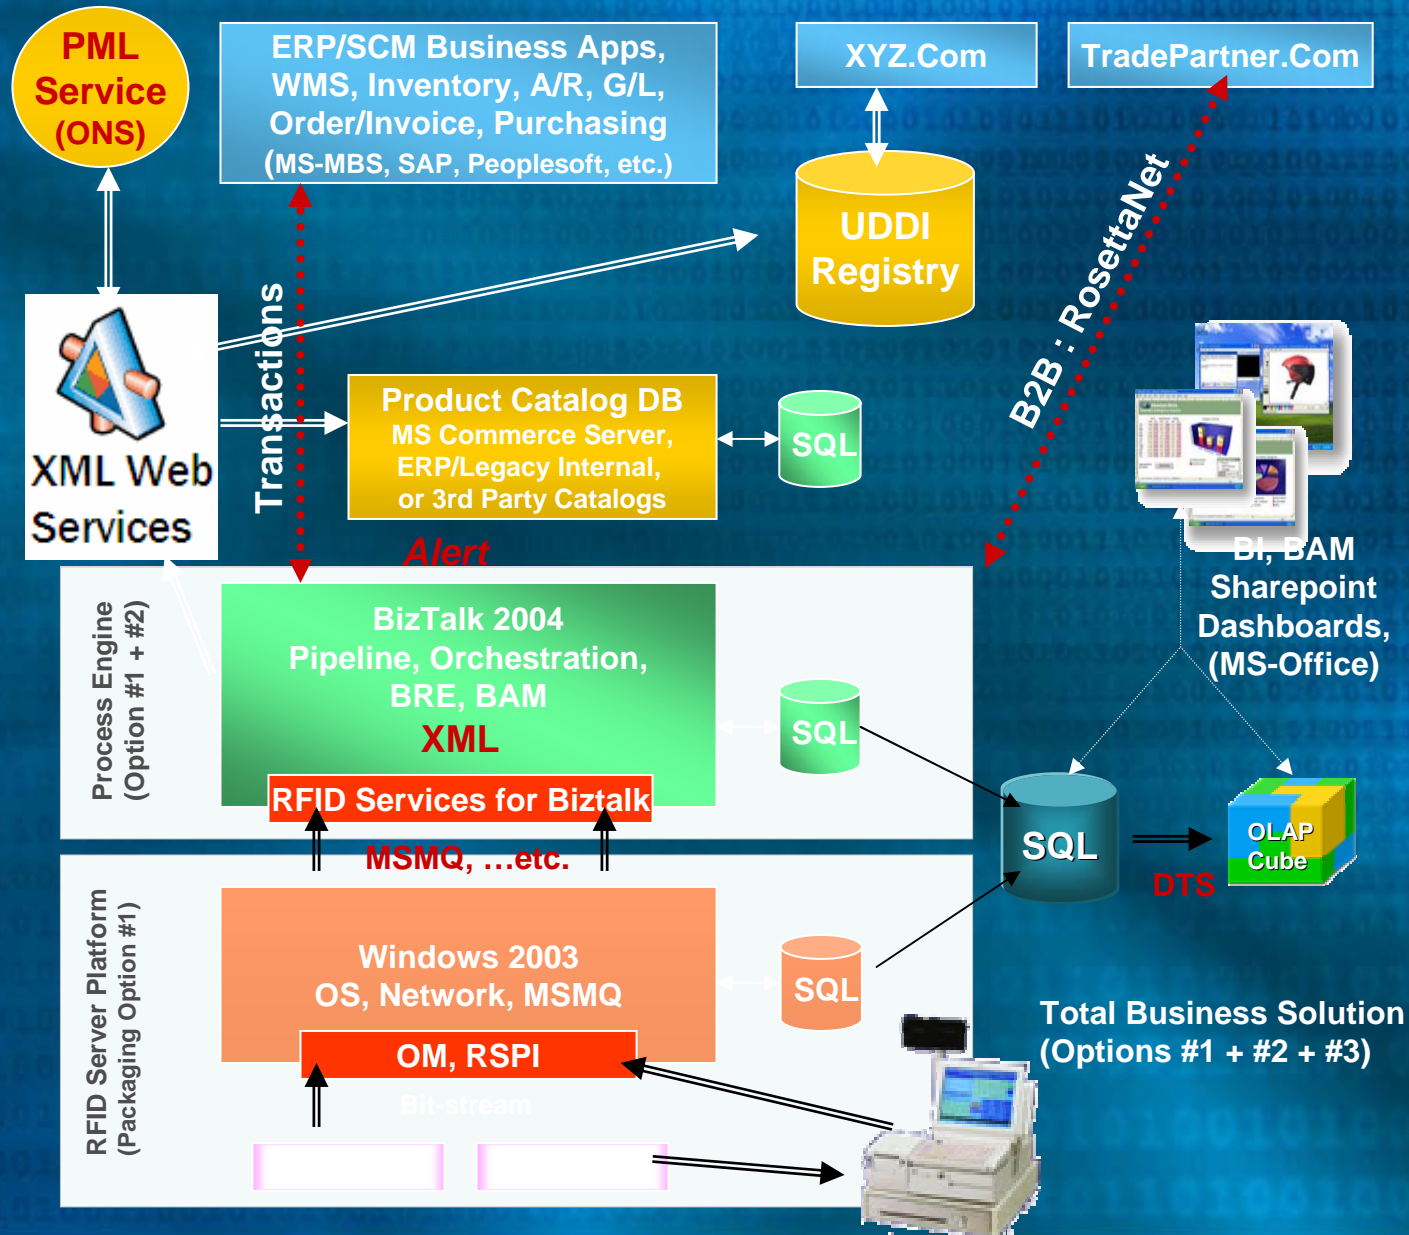 PML
Service
(ONS)
ERP/SCM Business Apps,
WMS, Inventory, A/R, G/L,
Order/Invoice, Purchasing
(MS-MBS, SAP, Peoplesoft, etc.)
XYZ.Com
TradePartner.Com
UDDI
Registry
B2B : RosettaNet
Transactions
XML Web
Services
Product Catalog DB
MS Commerce Server,
ERP/Legacy Internal,
or 3rd Party Catalogs
SQL
Alert
BI, BAM
Sharepoint
Dashboards,
(MS-Office)
Process Engine
(Option #1 + #2)
BizTalk 2004
Pipeline, Orchestration,
BRE, BAM
XML
RFID Services for Biztalk
SQL
SQL
OLAP
Cube
DTS
MSMQ, …etc.
RFID Server Platform
(Packaging Option #1)
Windows 2003
OS, Network, MSMQ
OM, RSPI
SQL
Bit-stream
Total Business Solution
(Options #1 + #2 + #3)